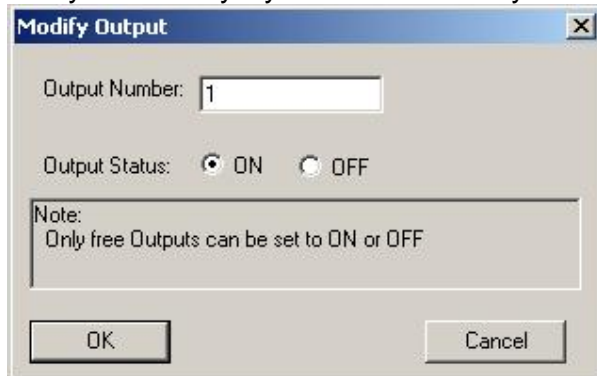 Modify Output
Output Number: 1
Output Status: ON OFF
Note:
Only free Outputs can be set to ON or OFF
OK Cancel